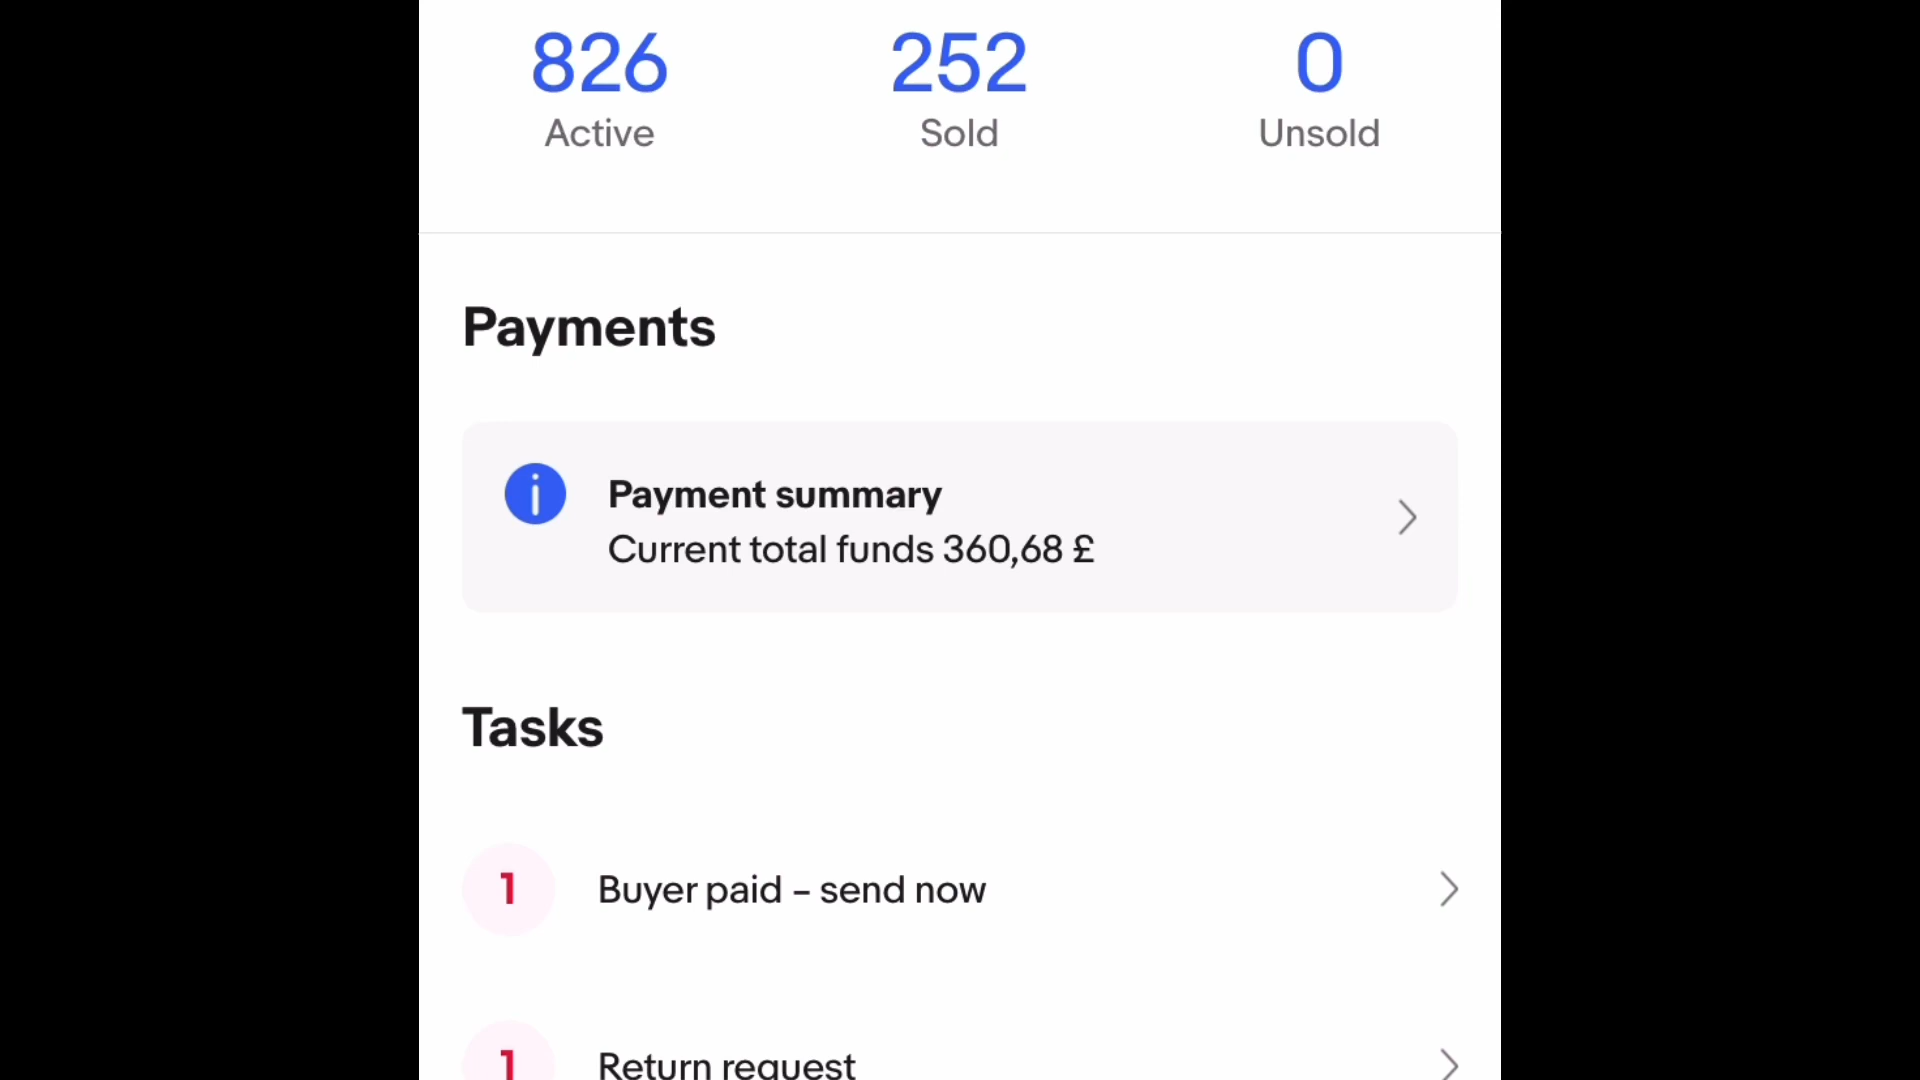 826 252 0
Active Sold Unsold
Payments
Payment summary
Current total funds 360,68 £
Tasks
1 Buyer paid – send now
1 Return request